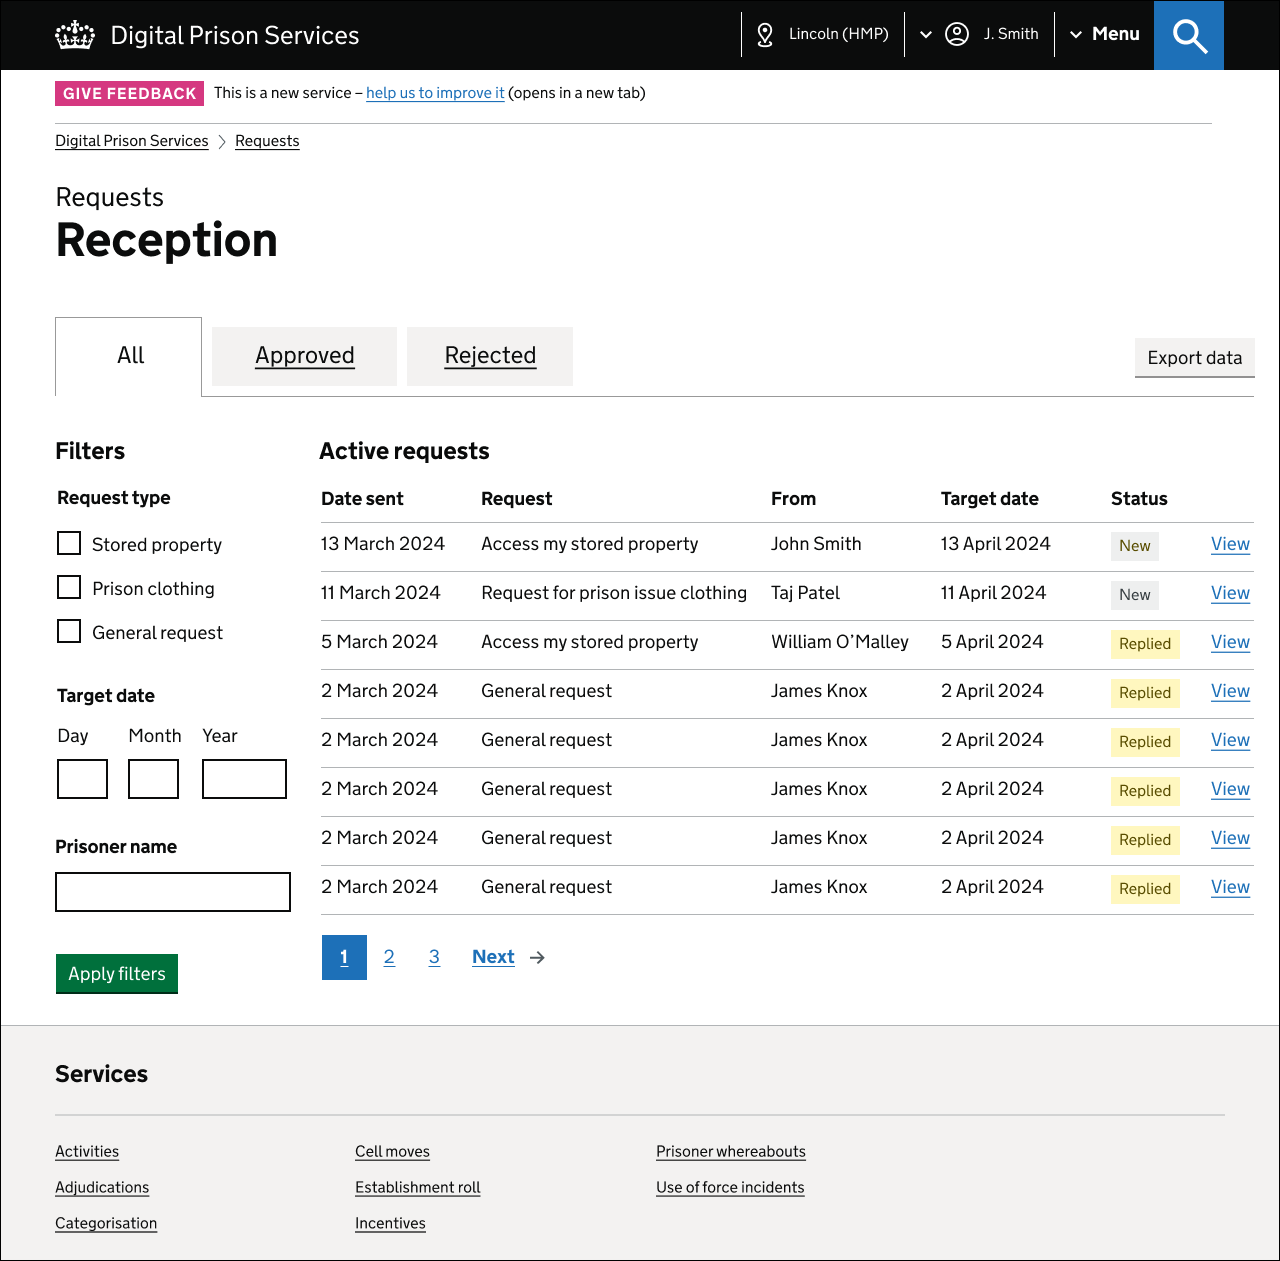 Digital Prison Services
Lincoln (HMP)
J. Smith
Menu
GIVE FEEDBACK This is a new service – help us to improve it (opens in a new tab)
Digital Prison Services Requests
Requests
Reception
All Approved Rejected
Export data
Filters
Request type
Stored property
Prison clothing
General request
Target date
Day Month Year
Prisoner name
Apply filters
Active requests
Date sent Request From Target date Status
13 March 2024 Access my stored property John Smith 13 April 2024 New View
11 March 2024 Request for prison issue clothing Taj Patel 11 April 2024 New View
5 March 2024 Access my stored property William O’Malley 5 April 2024 Replied View
2 March 2024 General request James Knox 2 April 2024 Replied View
2 March 2024 General request James Knox 2 April 2024 Replied View
2 March 2024 General request James Knox 2 April 2024 Replied View
2 March 2024 General request James Knox 2 April 2024 Replied View
2 March 2024 General request James Knox 2 April 2024 Replied View
1 2 3 Next
Services
Activities
Adjudications
Categorisation
Cell moves
Establishment roll
Incentives
Prisoner whereabouts
Use of force incidents